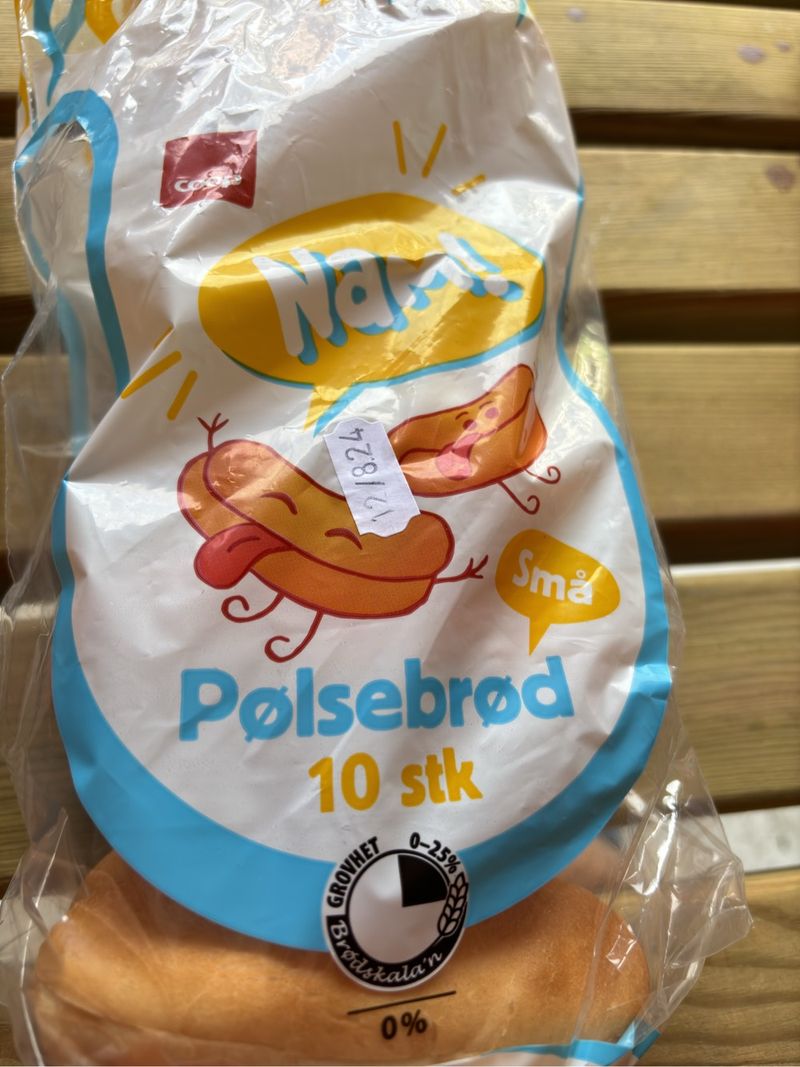 coop
Nam!
12/8.24
Små
Pølsebrød
10 stk
GROVHET 0–25%
Brødskala'n
0%